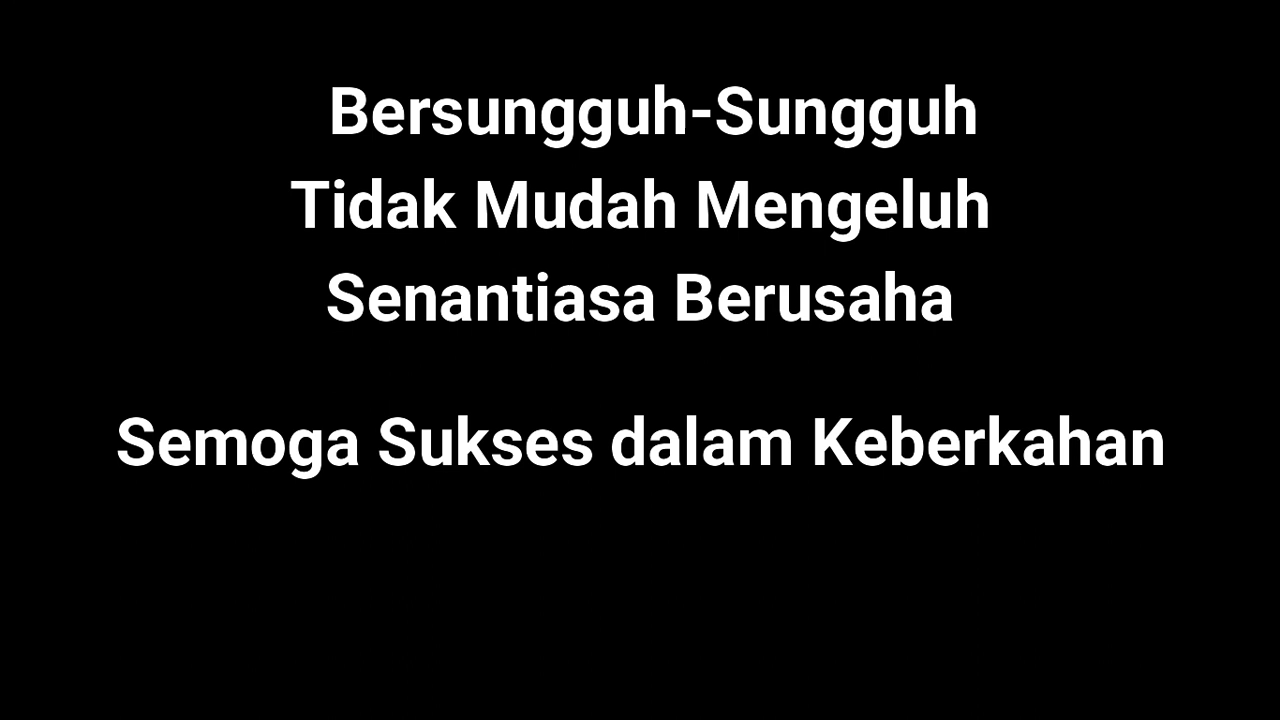 Bersungguh-Sungguh
Tidak Mudah Mengeluh
Senantiasa Berusaha
Semoga Sukses dalam Keberkahan